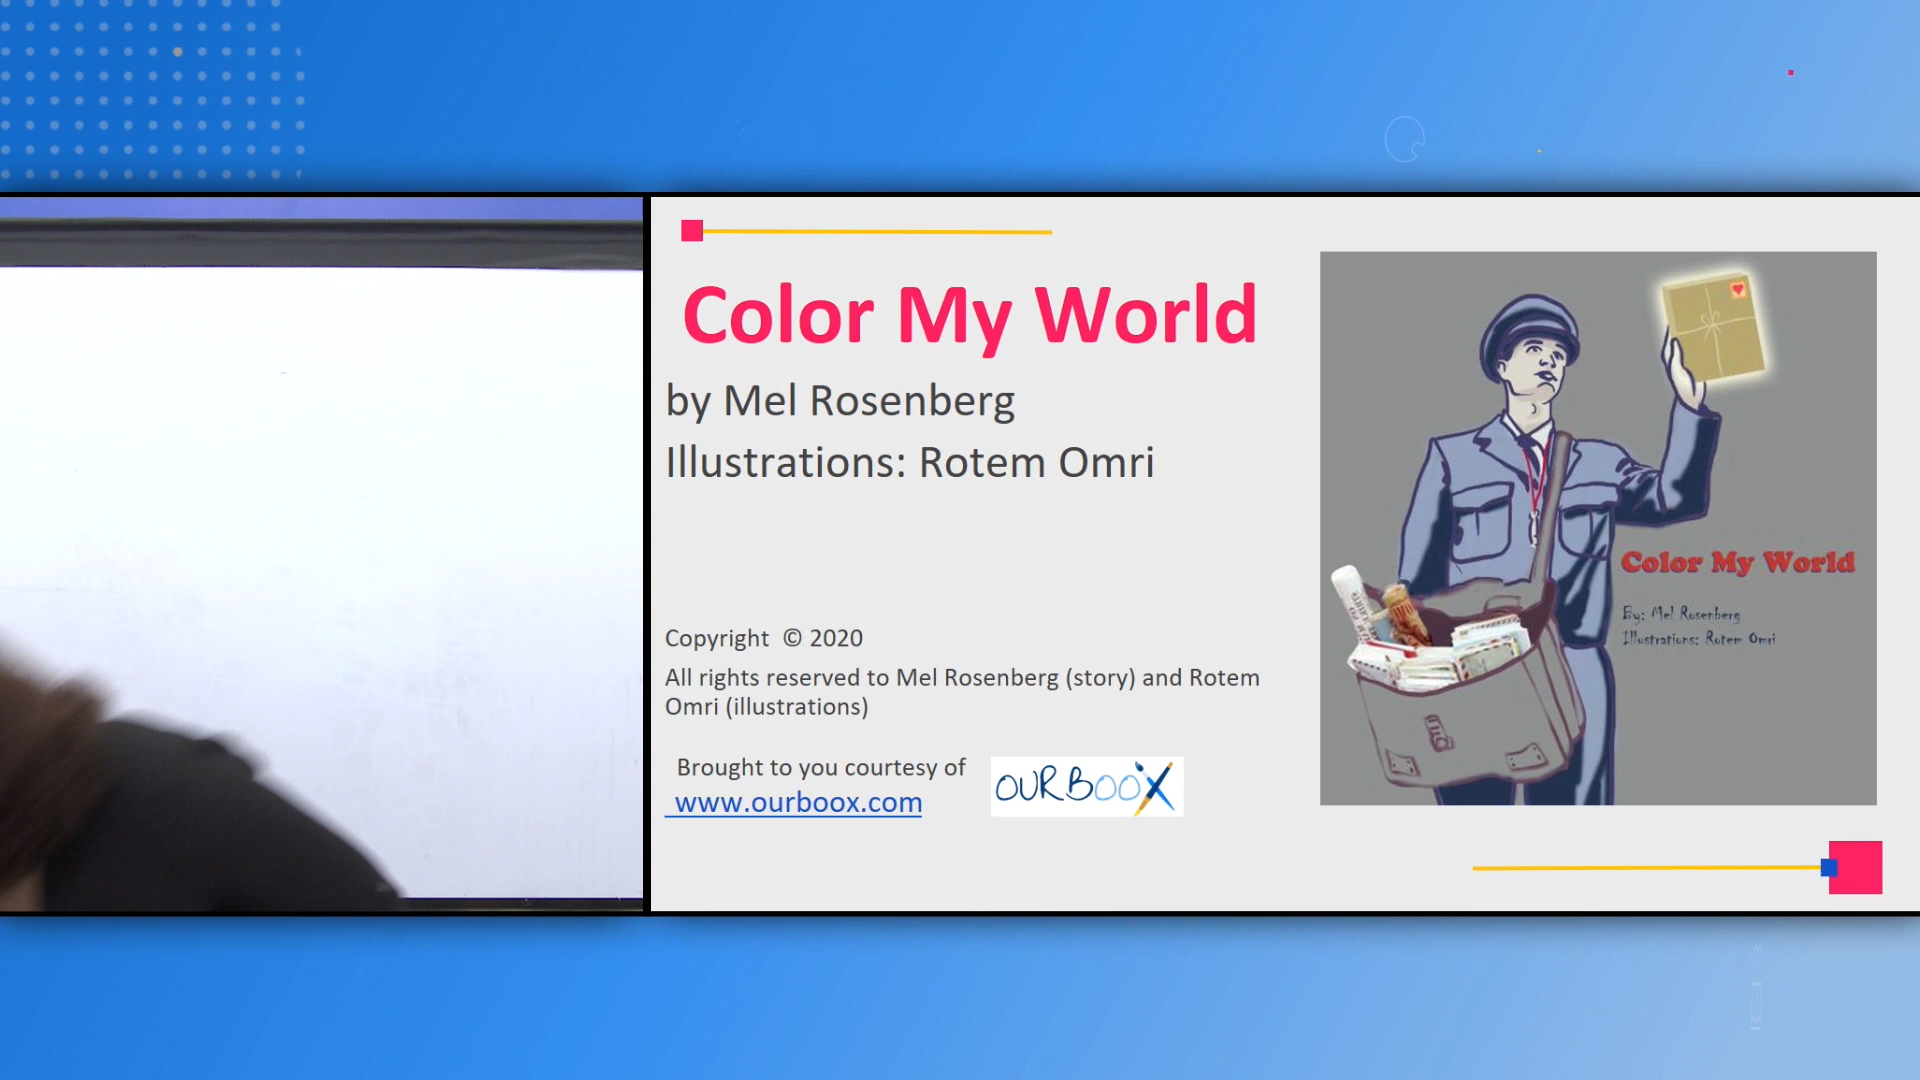 Color My World
by Mel Rosenberg
Illustrations: Rotem Omri
Copyright © 2020
All rights reserved to Mel Rosenberg (story) and Rotem
Omri (illustrations)
Brought to you courtesy of
www.ourboox.com
OURBOOX
Color My World
By: Mel Rosenberg
Illustrations: Rotem Omri